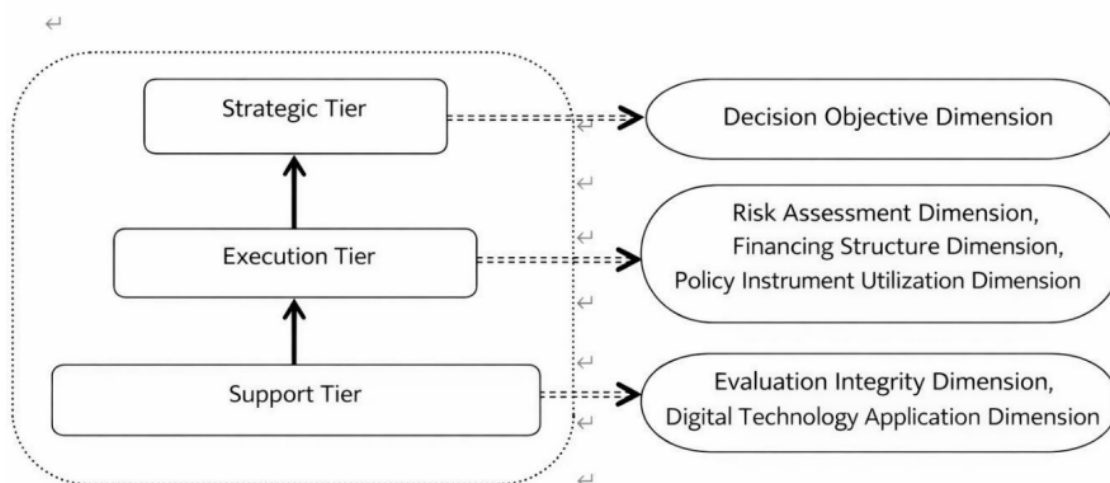 Strategic Tier
Decision Objective Dimension
Execution Tier
Risk Assessment Dimension,
Financing Structure Dimension,
Policy Instrument Utilization Dimension
Support Tier
Evaluation Integrity Dimension,
Digital Technology Application Dimension